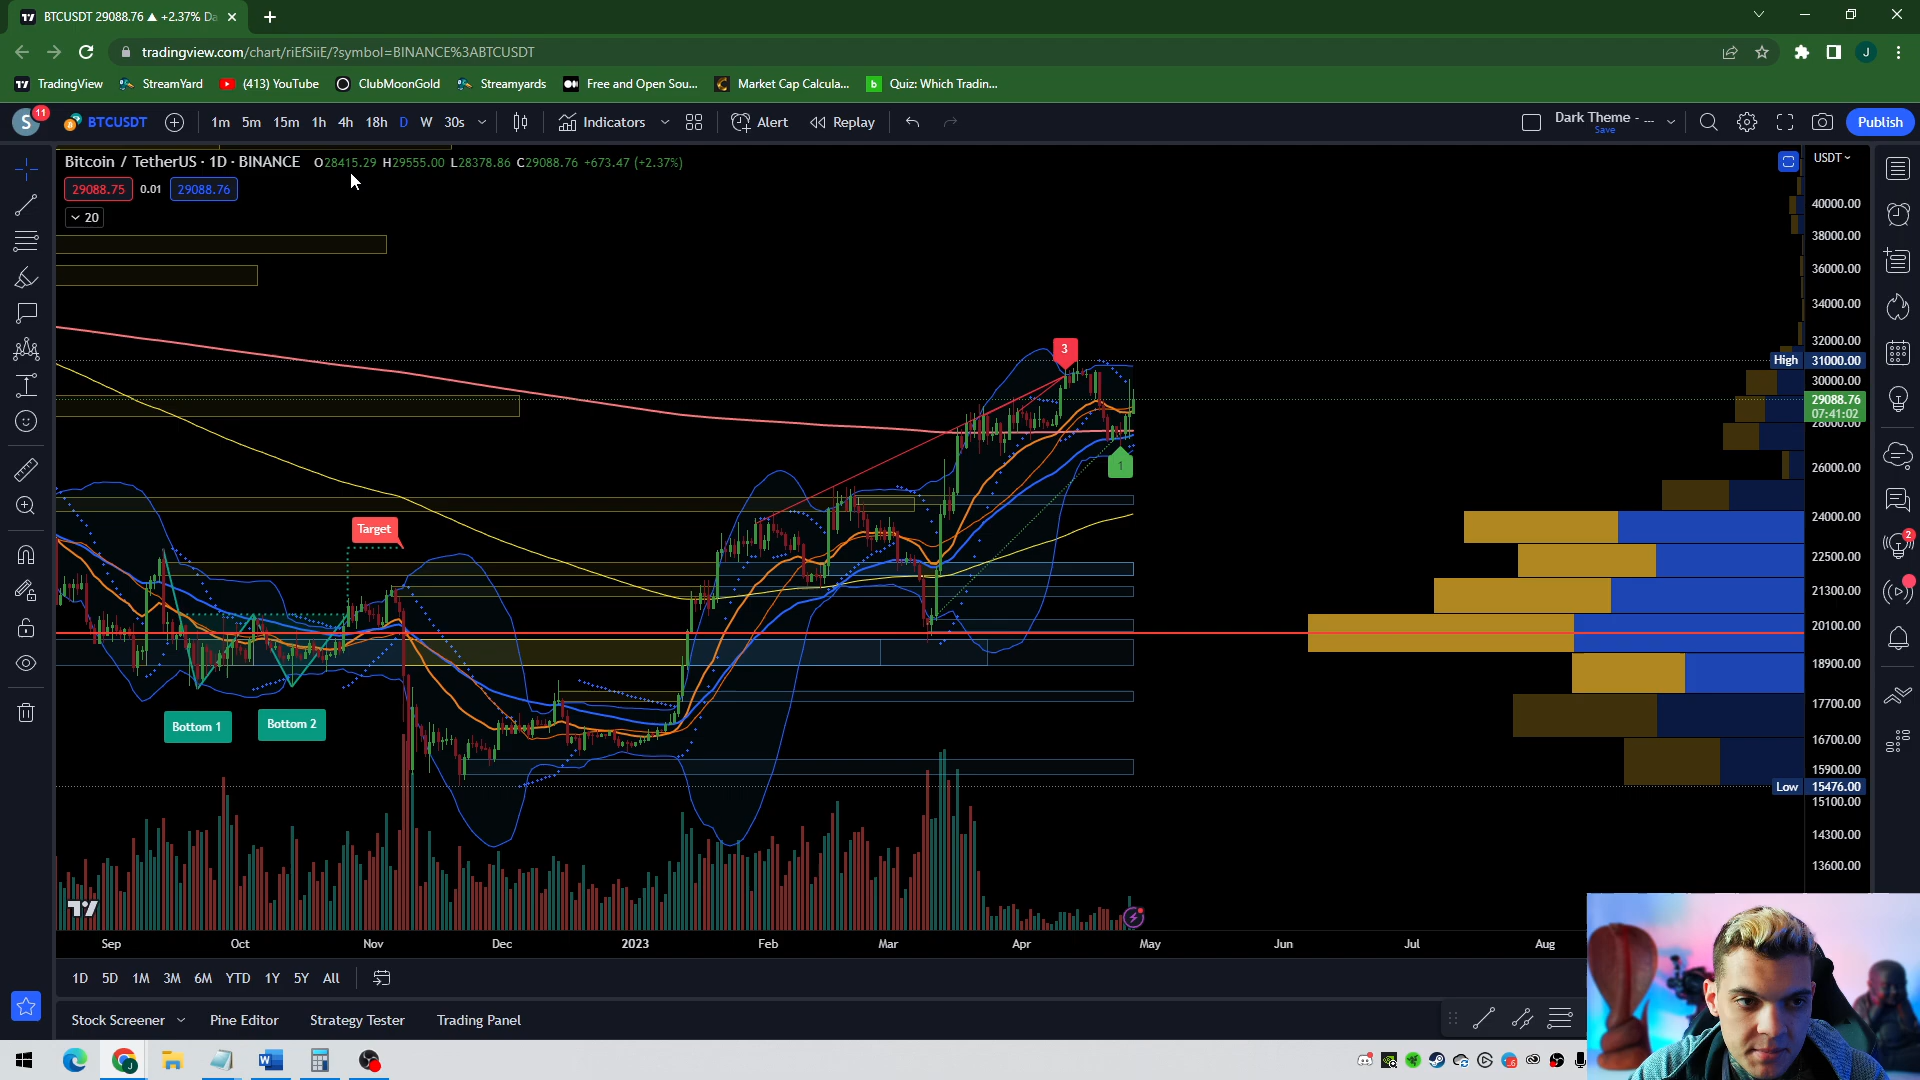 BTCUSDT 29088.76 ▲ +2.37% Da
tradingview.com/chart/riEfSiiE/?symbol=BINANCE%3ABTCUSDT
J
TradingView StreamYard (413) YouTube ClubMoonGold Streamyards Free and Open Sou... Market Cap Calcula... Quiz: Which Tradin...
S 11 BTCUSDT 1m 5m 15m 1h 4h 18h D W 30s Indicators Alert Replay Dark Theme - ... Save Publish
Bitcoin / TetherUS · 1D · BINANCE O28415.29 H29555.00 L28378.86 C29088.76 +673.47 (+2.37%)
USDT
29088.75 0.01 29088.76
20
40000.00
38000.00
36000.00
34000.00
32000.00
3
High 31000.00
30000.00
29088.76
07:41:02
28000.00
1
26000.00
24000.00
Target
2
22500.00
21300.00
20100.00
18900.00
17700.00
Bottom 1
Bottom 2
16700.00
15900.00
Low 15476.00
15100.00
14300.00
13600.00
Sep Oct Nov Dec 2023 Feb Mar Apr May Jun Jul Aug
1D 5D 1M 3M 6M YTD 1Y 5Y All
Stock Screener Pine Editor Strategy Tester Trading Panel